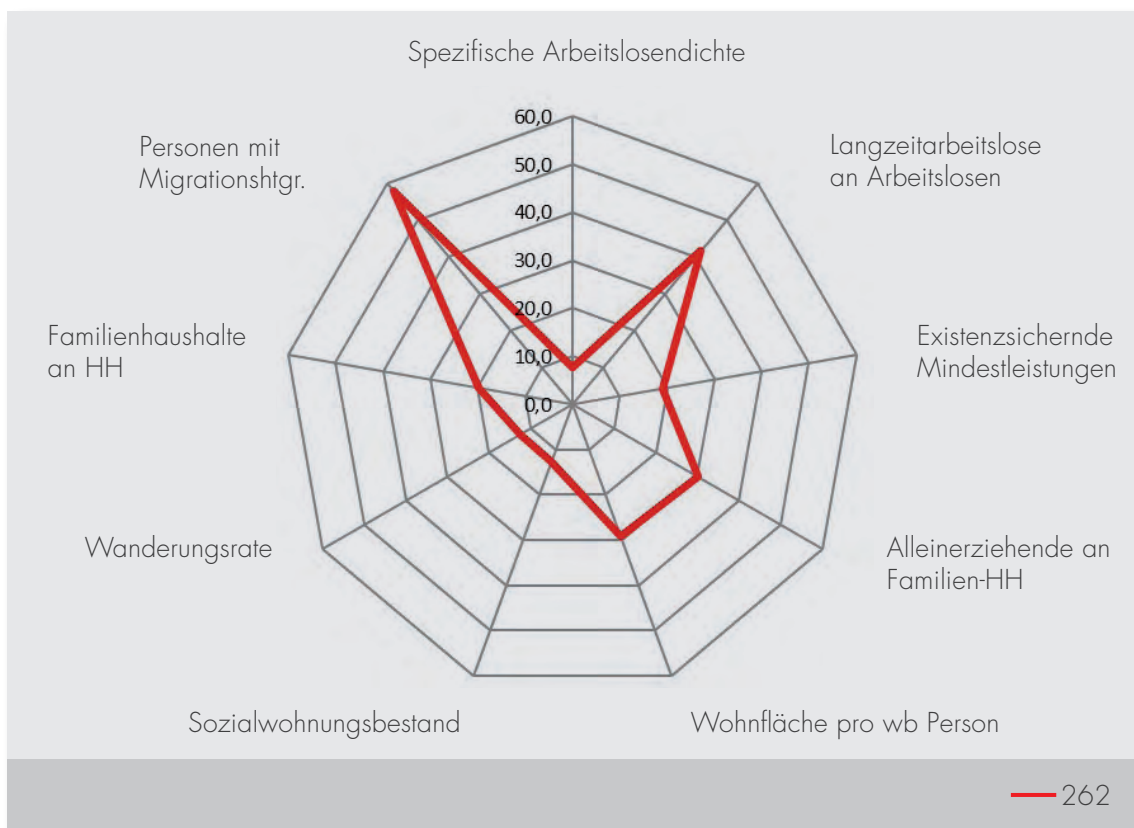 Spezifische Arbeitslosendichte
60,0
50,0
40,0
30,0
20,0
10,0
0,0
Langzeitarbeitslose
an Arbeitslosen
Existenzsichernde
Mindestleistungen
Alleinerziehende an
Familien-HH
Wohnfläche pro wb Person
Sozialwohnungsbestand
Wanderungsrate
Familienhaushalte
an HH
Personen mit
Migrationshtgr.
262